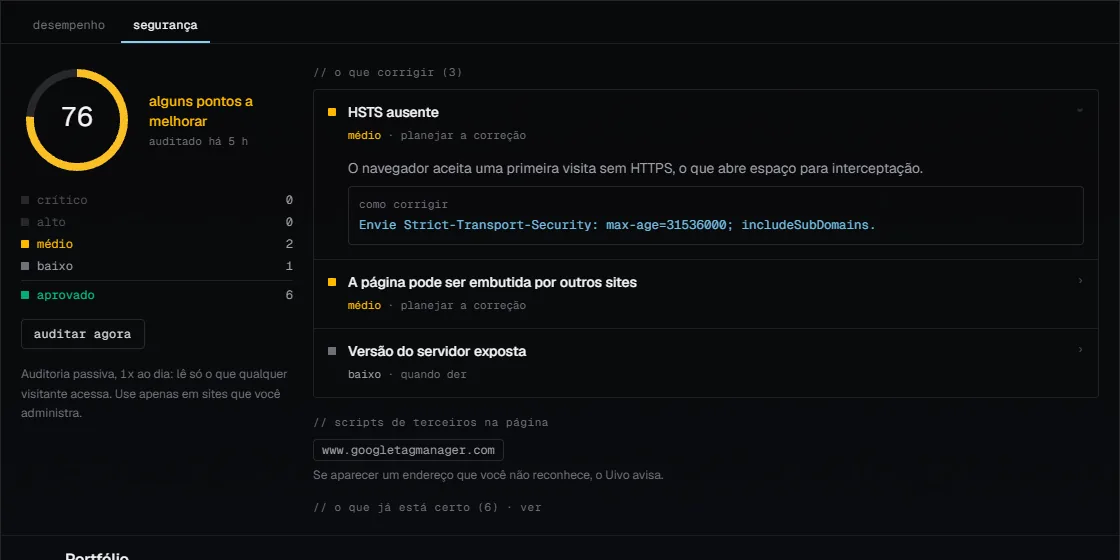 desempenho
segurança
76
alguns pontos a
melhorar
auditado há 5 h
crítico 0
alto 0
médio 2
baixo 1
aprovado 6
auditar agora
Auditoria passiva, 1x ao dia: lê só o que qualquer
visitante acessa. Use apenas em sites que você
administra.
// o que corrigir (3)
HSTS ausente
médio · planejar a correção
O navegador aceita uma primeira visita sem HTTPS, o que abre espaço para interceptação.
como corrigir
Envie Strict-Transport-Security: max-age=31536000; includeSubDomains.
A página pode ser embutida por outros sites
médio · planejar a correção
Versão do servidor exposta
baixo · quando der
// scripts de terceiros na página
www.googletagmanager.com
Se aparecer um endereço que você não reconhece, o Uivo avisa.
// o que já está certo (6) · ver
Portfólio